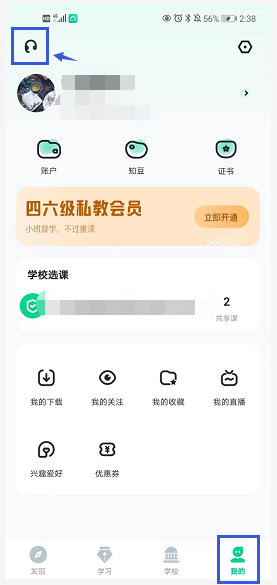 56% 2:38
账户 知豆 证书
四六级私教会员
小班督学，不过重读
立即开通
学校选课
2
共享课
我的下载 我的关注 我的收藏 我的直播
兴趣爱好 优惠券
发现 学习 学校 我的